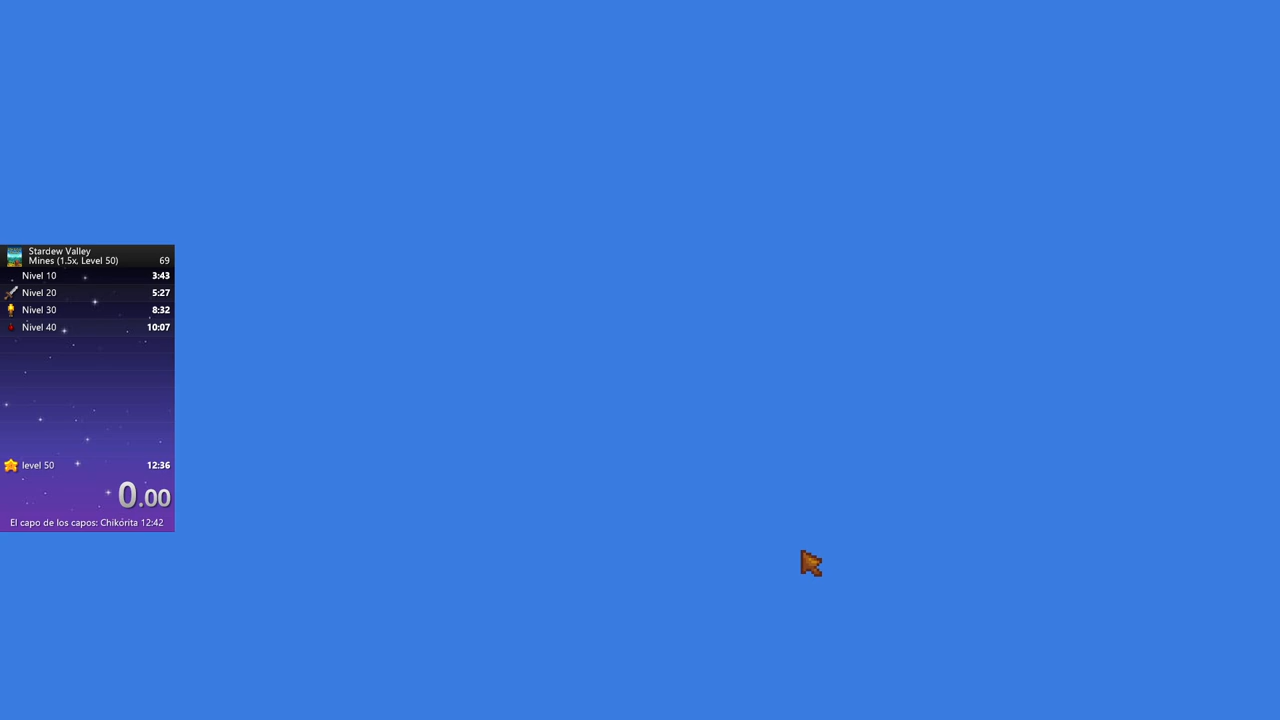 Stardew Valley
Mines (1.5x, Level 50) 69
Nivel 10 3:43
Nivel 20 5:27
Nivel 30 8:32
Nivel 40 10:07
level 50 12:36
0.00
El capo de los capos: Chikorita 12:42